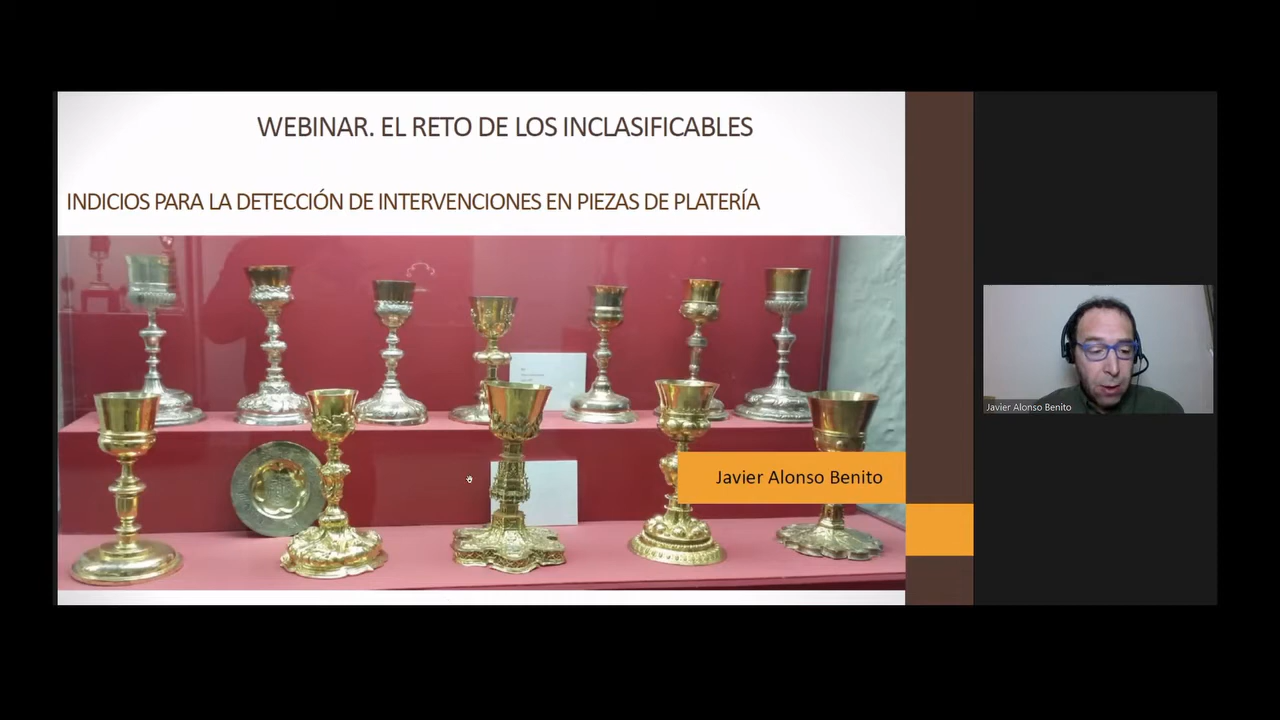 WEBINAR. EL RETO DE LOS INCLASIFICABLES
INDICIOS PARA LA DETECCIÓN DE INTERVENCIONES EN PIEZAS DE PLATERÍA
Javier Alonso Benito
Javier Alonso Benito